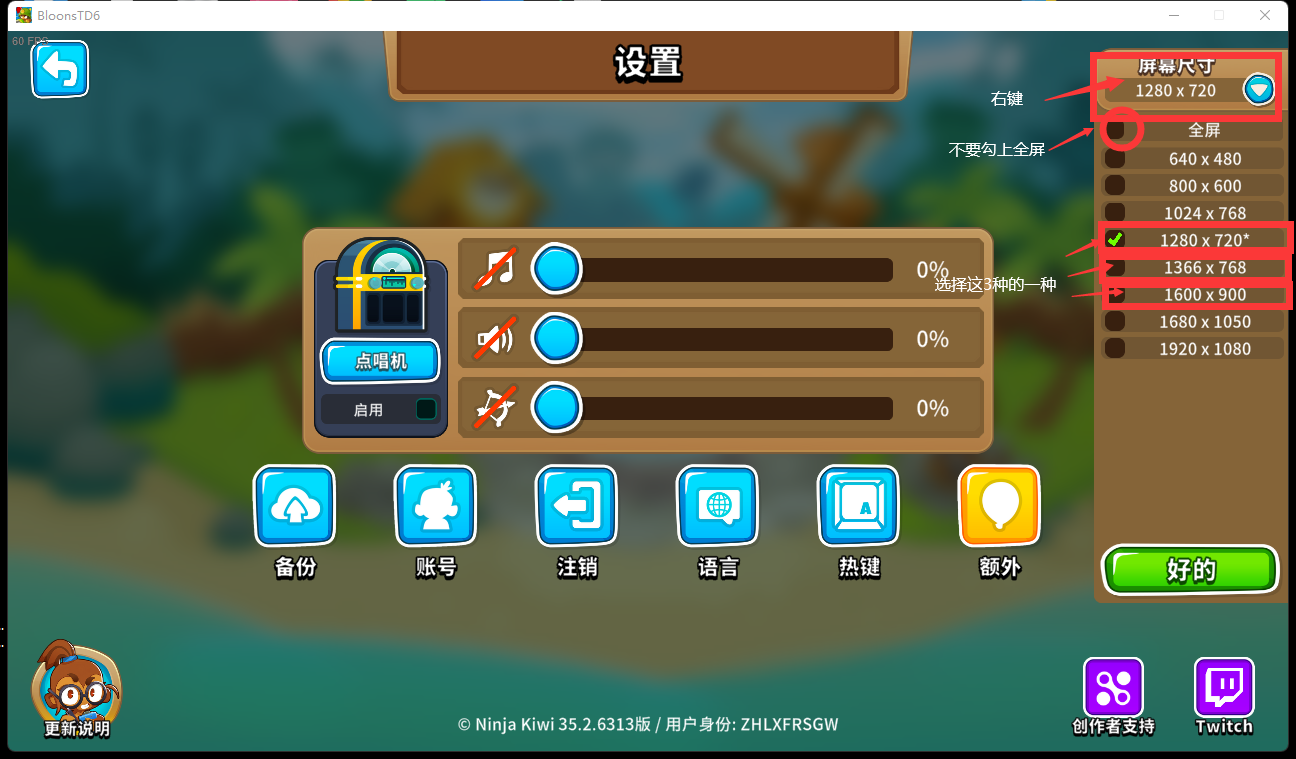 BloonsTD6
60 FPS
设置
屏幕尺寸
1280 x 720
右键
不要勾上全屏
全屏
640 x 480
800 x 600
1024 x 768
1280 x 720*
1366 x 768
1600 x 900
1680 x 1050
1920 x 1080
选择这3种的一种
0%
0%
0%
点唱机
启用
A
备份
账号
注销
语言
热键
额外
好的
更新说明
© Ninja Kiwi 35.2.6313版 / 用户身份: ZHLXFRSGW
创作者支持
Twitch